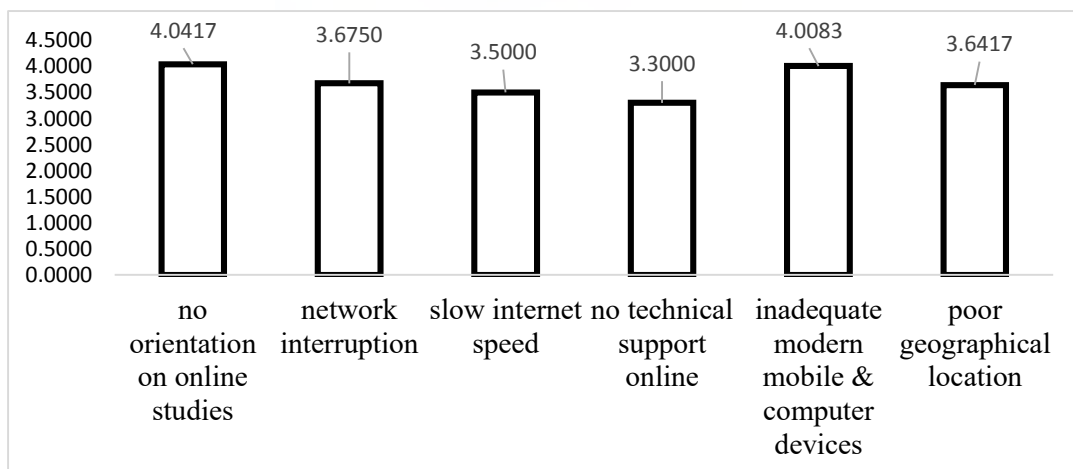 4.5000
4.0000
3.5000
3.0000
2.5000
2.0000
1.5000
1.0000
0.5000
0.0000
4.0417
3.6750
3.5000
3.3000
4.0083
3.6417
no
orientation
on online
studies
network
interruption
slow internet
speed
no technical
support
online
inadequate
modern
mobile &
computer
devices
poor
geographical
location